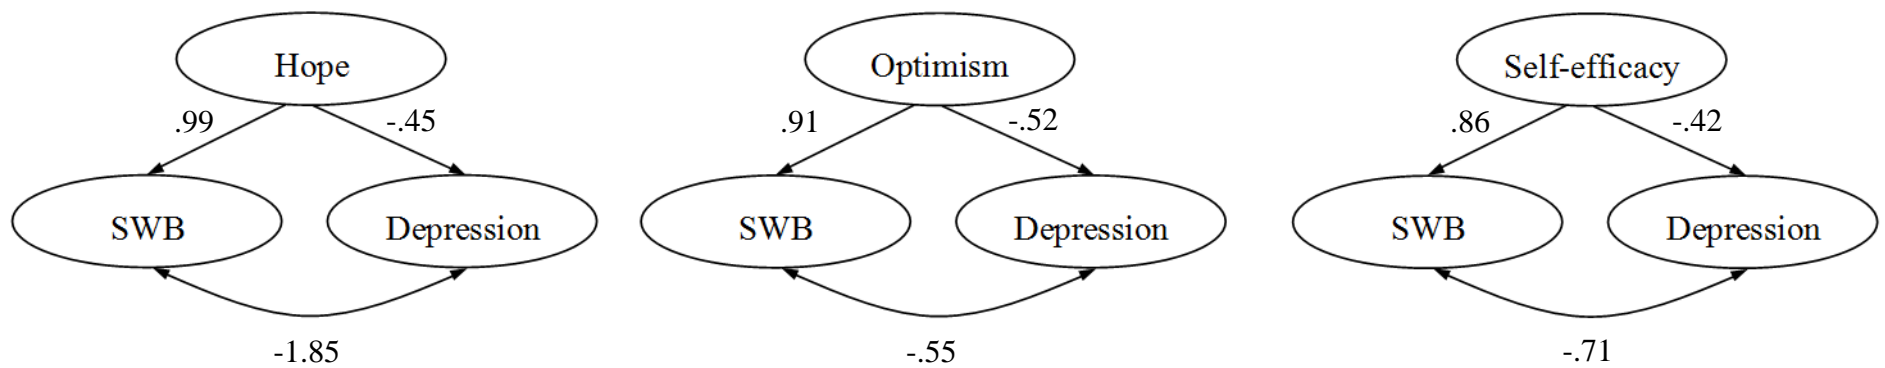 Hope
.99
-.45
SWB
Depression
-1.85
Optimism
.91
-.52
SWB
Depression
-.55
Self-efficacy
.86
-.42
SWB
Depression
-.71